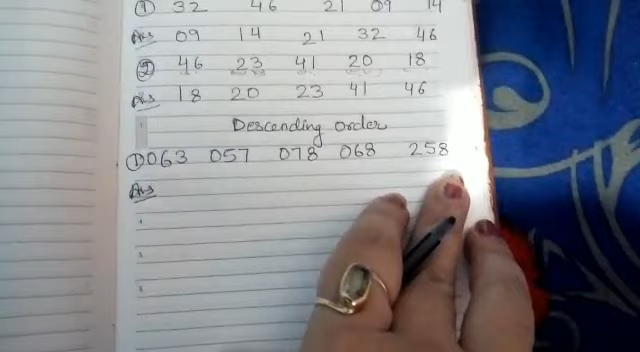 ① 32 46 21 09 14
Ans 09 14 21 32 46
② 46 23 41 20 18
Ans 18 20 23 41 46
Descending order
① 063 057 078 068 258
Ans